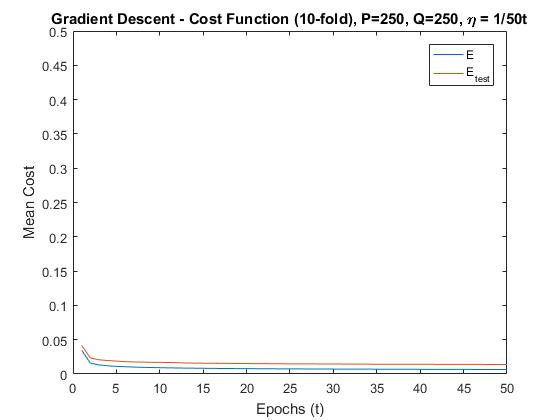 Gradient Descent - Cost Function (10-fold), P=250, Q=250, η = 1/50t
0.5
E
E_test
0.45
0.4
0.35
0.3
0.25
Mean Cost
0.2
0.15
0.1
0.05
0
0 5 10 15 20 25 30 35 40 45 50
Epochs (t)